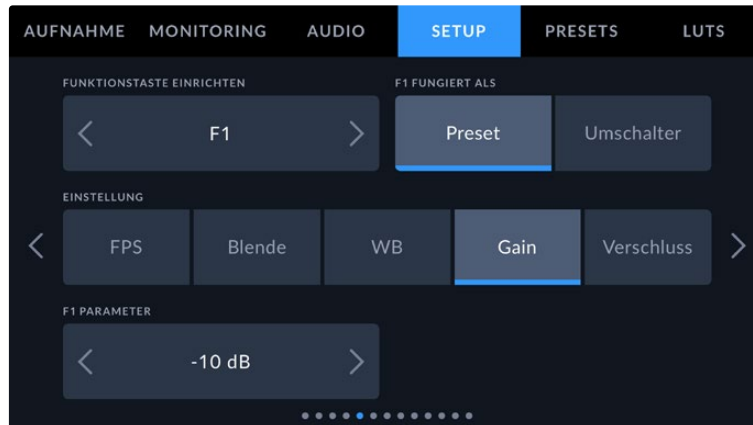 AUFNAHME MONITORING AUDIO SETUP PRESETS LUTS
FUNKTIONSTASTE EINRICHTEN F1 FUNGIERT ALS
F1 Preset Umschalter
EINSTELLUNG
FPS Blende WB Gain Verschluss
F1 PARAMETER
-10 dB